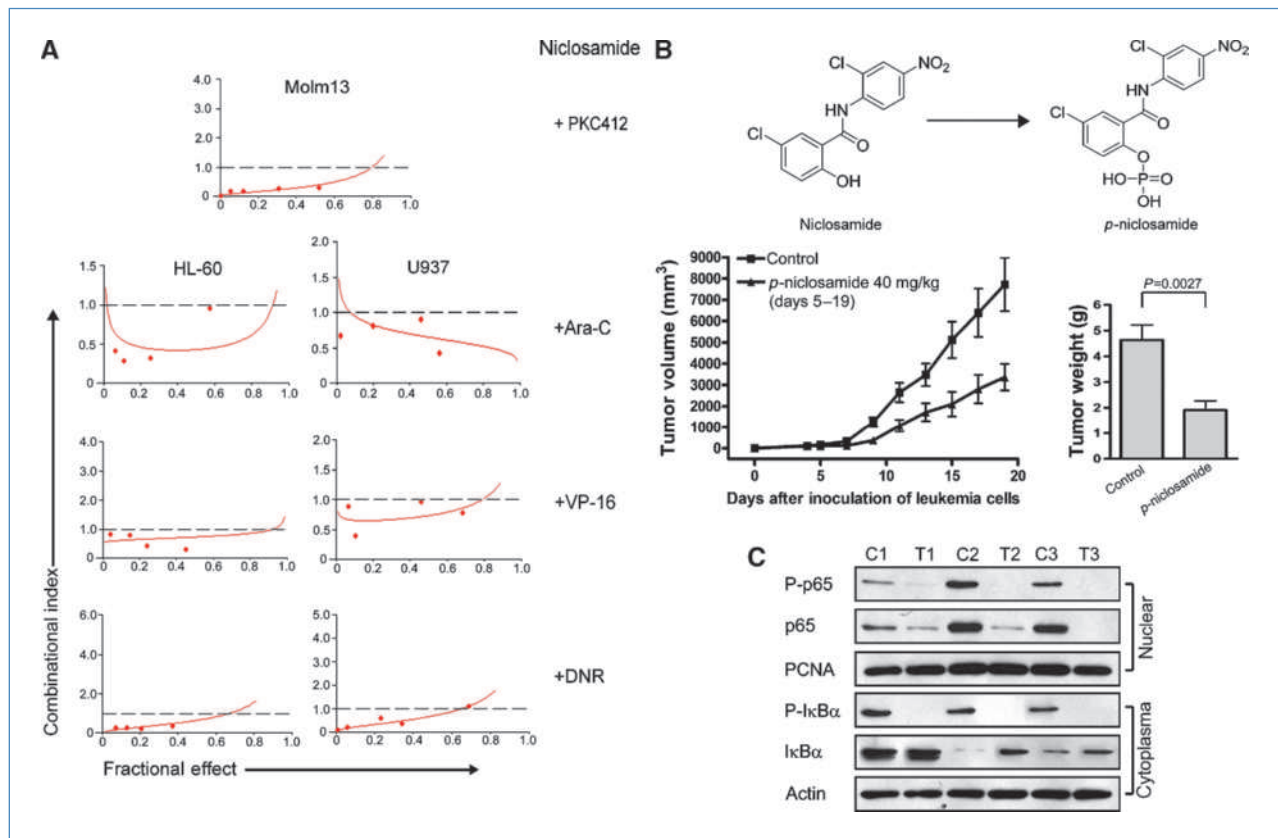 A
Niclosamide
Molm13
4.0
3.0
2.0
1.0
0
0 0.2 0.4 0.6 0.8 1.0
+ PKC412
HL-60
1.5
1.0
0.5
0
0 0.2 0.4 0.6 0.8 1.0
U937
2.0
1.5
1.0
0.5
0
0 0.2 0.4 0.6 0.8 1.0
+Ara-C
4.0
3.0
2.0
1.0
0
0 0.2 0.4 0.6 0.8 1.0
2.0
1.5
1.0
0.5
0
0 0.2 0.4 0.6 0.8 1.0
+VP-16
6.0
4.0
2.0
0
0 0.2 0.4 0.6 0.8 1.0
5.0
4.0
3.0
2.0
1.0
0
0 0.2 0.4 0.6 0.8 1.0
+DNR
Combinational index
Fractional effect
B
Cl
NO2
HN
Cl
O
OH
Niclosamide
Cl
NO2
HN
Cl
O
O
HO-P=O
OH
p-niclosamide
Control
p-niclosamide 40 mg/kg
(days 5–19)
9000
8000
7000
6000
5000
4000
3000
2000
1000
0
Tumor volume (mm3)
0 5 10 15 20
Days after inoculation of leukemia cells
P=0.0027
6
5
4
3
2
1
0
Tumor weight (g)
Control
p-niclosamide
C
C1 T1 C2 T2 C3 T3
P-p65
p65
PCNA
Nuclear
P-IκBα
IκBα
Actin
Cytoplasma